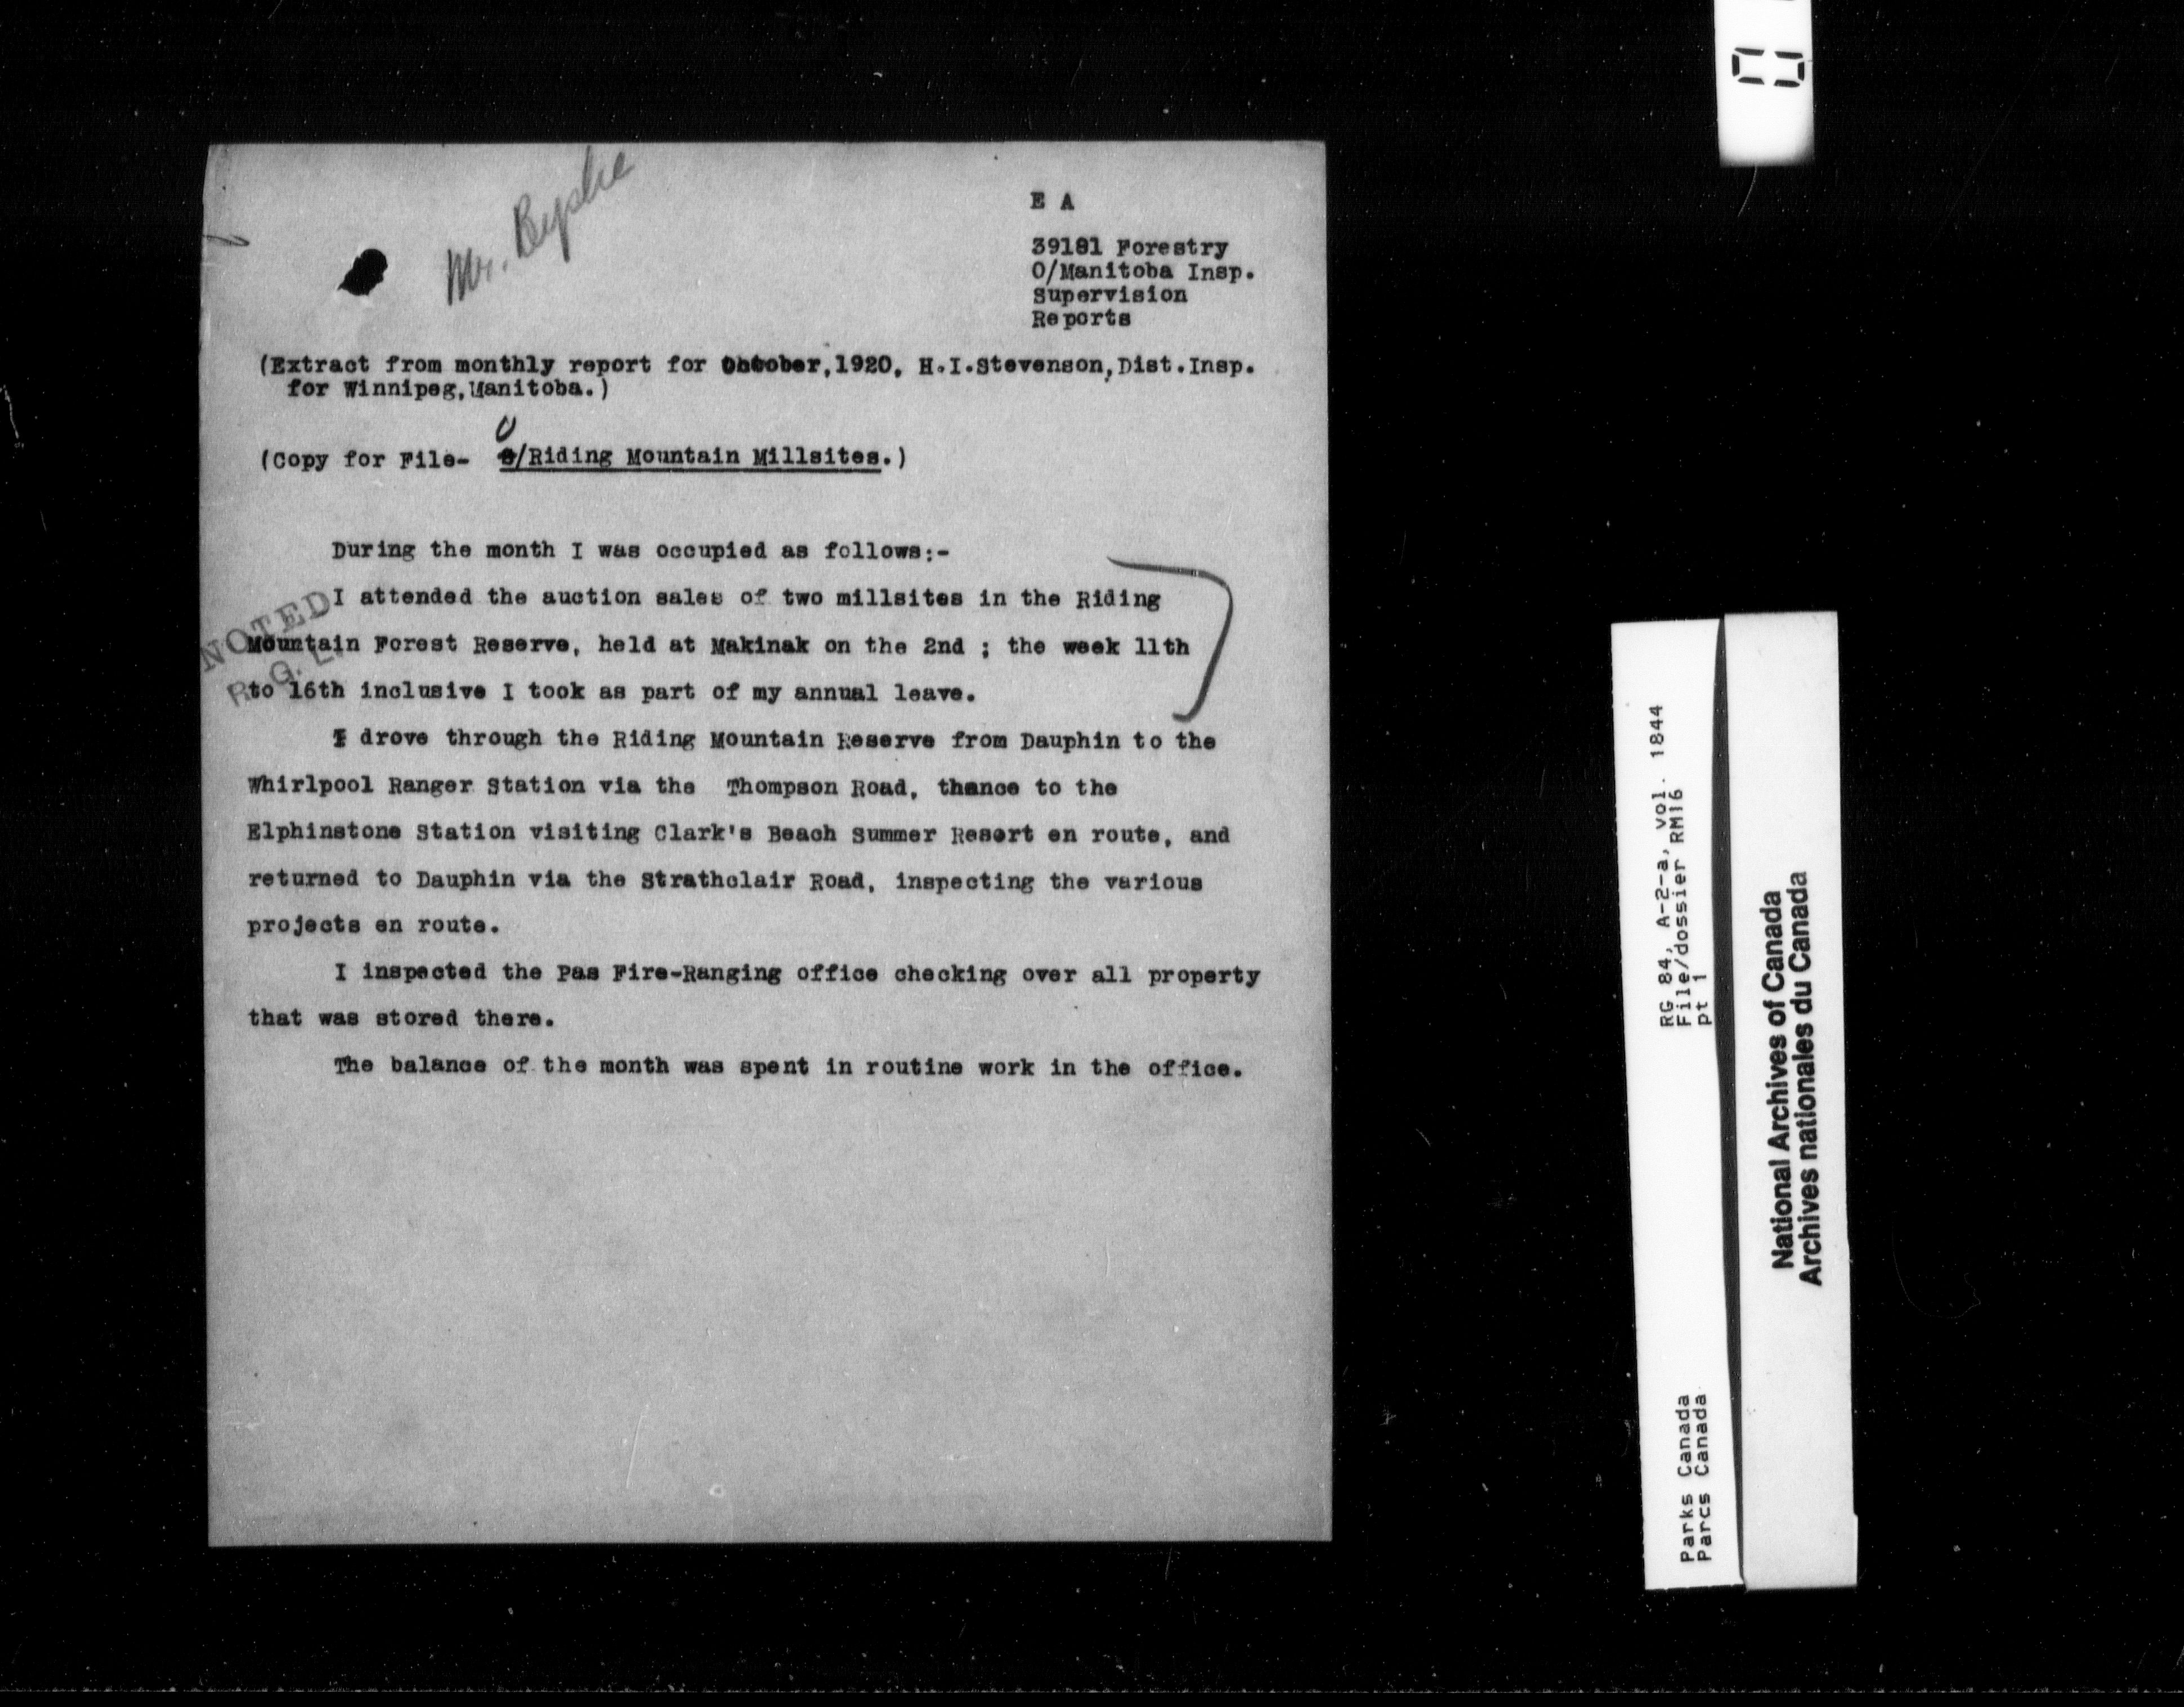 Mr. Bysshe
E A
39181 Forestry
O/Manitoba Insp.
Supervision
Reports
(Extract from monthly report for October,1920, H.I.Stevenson,Dist.Insp.
for Winnipeg,Manitoba.)
(Copy for File- O/Riding Mountain Millsites.)
During the month I was occupied as follows:-
I attended the auction sales of two millsites in the Riding
Mountain Forest Reserve, held at Makinak on the 2nd ; the week 11th
to 16th inclusive I took as part of my annual leave.
NOTED
R. G. L.
I drove through the Riding Mountain Reserve from Dauphin to the
Whirlpool Ranger Station via the Thompson Road, thance to the
Elphinstone Station visiting Clark's Beach Summer Resort en route, and
returned to Dauphin via the Strathclair Road, inspecting the various
projects en route.
I inspected the Pas Fire-Ranging office checking over all property
that was stored there.
The balance of the month was spent in routine work in the office.
RG 84, A-2-a, vol. 1844
File/dossier RM16
pt 1
Parks Canada
Parcs Canada
National Archives of Canada
Archives nationales du Canada